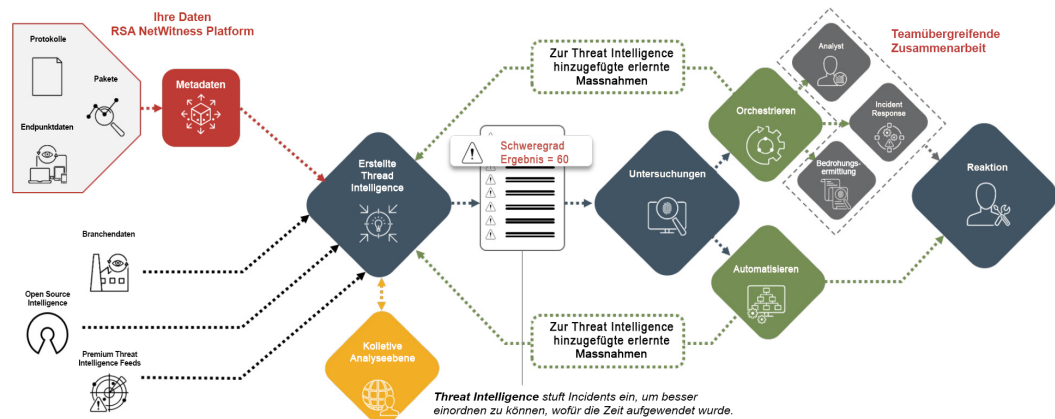 Ihre Daten
RSA NetWitness Platform
Protokolle
Pakete
Endpunktdaten
Metadaten
Branchendaten
Open Source
Intelligence
Premium Threat
Intelligence Feeds
Erstellte
Thread
Intelligence
Kolletive
Analyseebene
Zur Threat Intelligence
hinzugefügte erlernte
Massnahmen
Schweregrad
Ergebnis = 60
Untersuchungen
Orchestrieren
Automatisieren
Zur Threat Intelligence
hinzugefügte erlernte
Massnahmen
Threat Intelligence stuft Incidents ein, um besser
einordnen zu können, wofür die Zeit aufgewendet wurde.
Teamübergreifende
Zusammenarbeit
Analyst
Incident
Response
Bedrohungs-
ermittlung
Reaktion